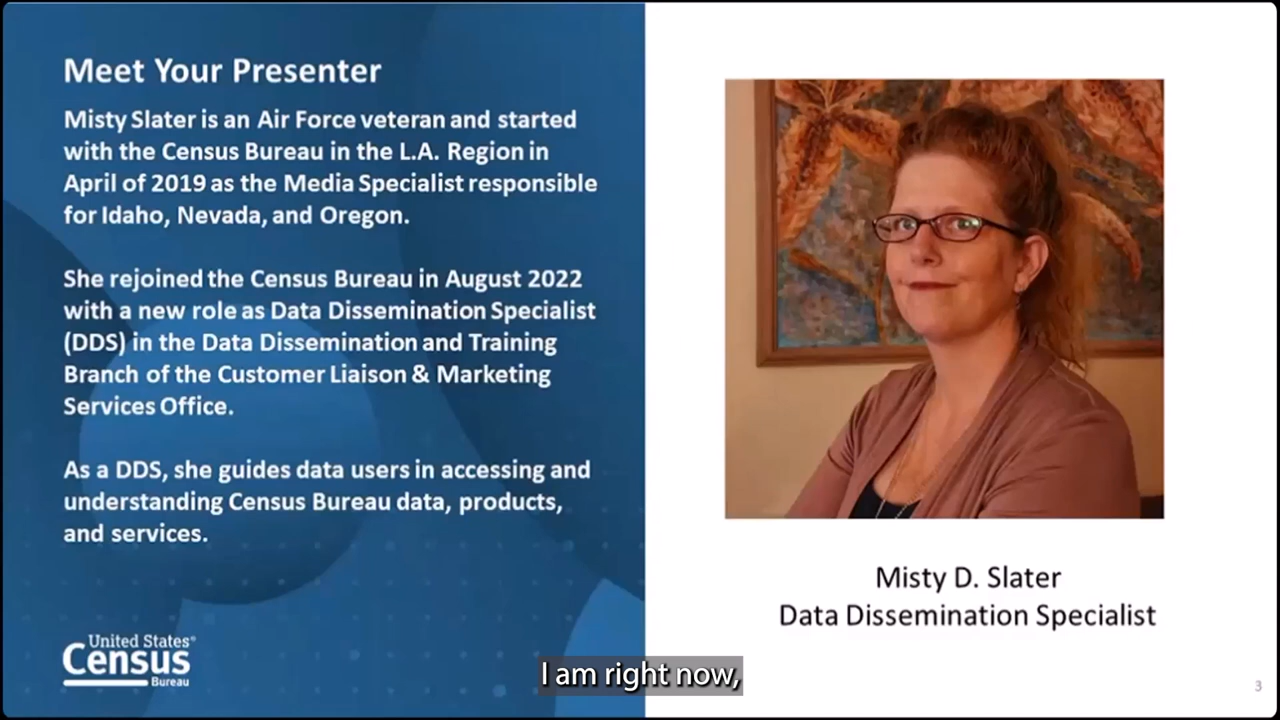 Meet Your Presenter
Misty Slater is an Air Force veteran and started
with the Census Bureau in the L.A. Region in
April of 2019 as the Media Specialist responsible
for Idaho, Nevada, and Oregon.
She rejoined the Census Bureau in August 2022
with a new role as Data Dissemination Specialist
(DDS) in the Data Dissemination and Training
Branch of the Customer Liaison & Marketing
Services Office.
As a DDS, she guides data users in accessing and
understanding Census Bureau data, products,
and services.
United States®
Census
Bureau
Misty D. Slater
Data Dissemination Specialist
I am right now,
3